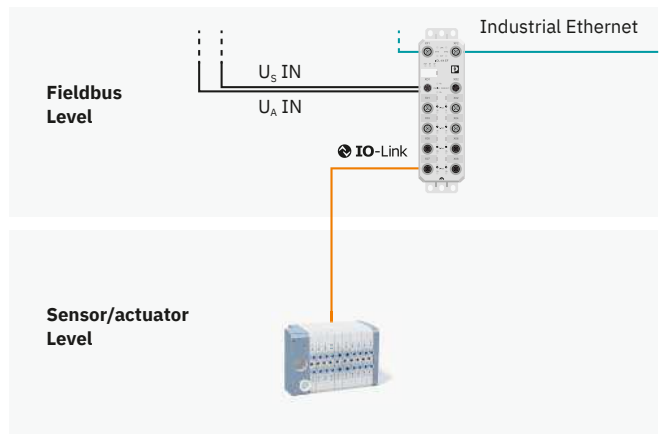 Industrial Ethernet
U_S IN
Fieldbus
Level
U_A IN
IO-Link
Sensor/actuator
Level